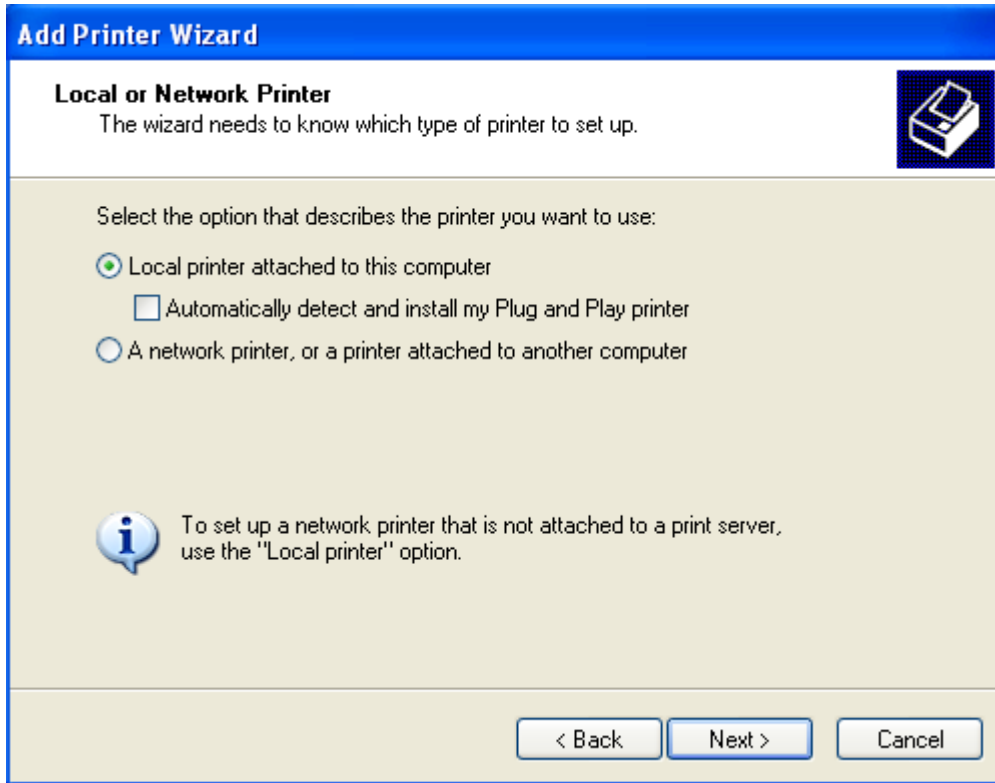 Add Printer Wizard
Local or Network Printer
The wizard needs to know which type of printer to set up.
Select the option that describes the printer you want to use:
Local printer attached to this computer
Automatically detect and install my Plug and Play printer
A network printer, or a printer attached to another computer
To set up a network printer that is not attached to a print server,
use the "Local printer" option.
< Back Next > Cancel